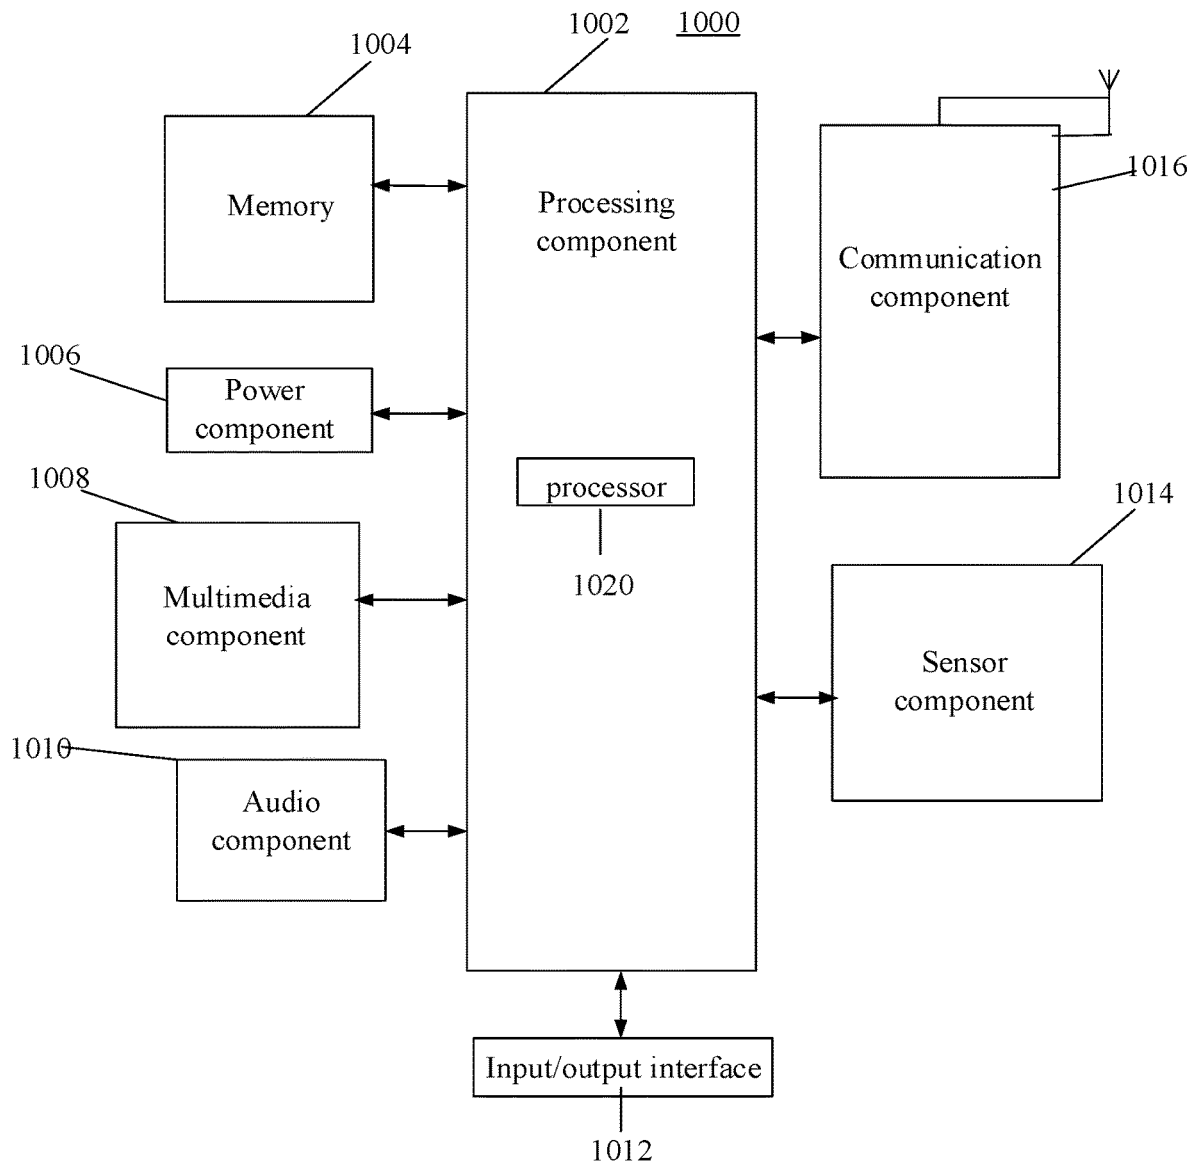 1000
1002
1004
Memory
Processing
component
1016
Communication
component
1006
Power
component
1008
processor
1020
1014
Multimedia
component
Sensor
component
1010
Audio
component
Input/output interface
1012